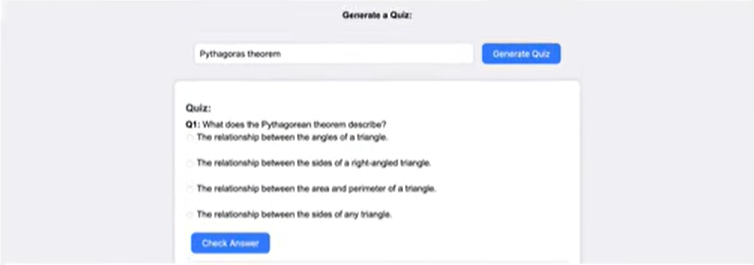 Generate a Quiz:
Pythagoras theorem
Generate Quiz
Quiz:
Q1: What does the Pythagorean theorem describe?
The relationship between the angles of a triangle.
The relationship between the sides of a right-angled triangle.
The relationship between the area and perimeter of a triangle.
The relationship between the sides of any triangle.
Check Answer